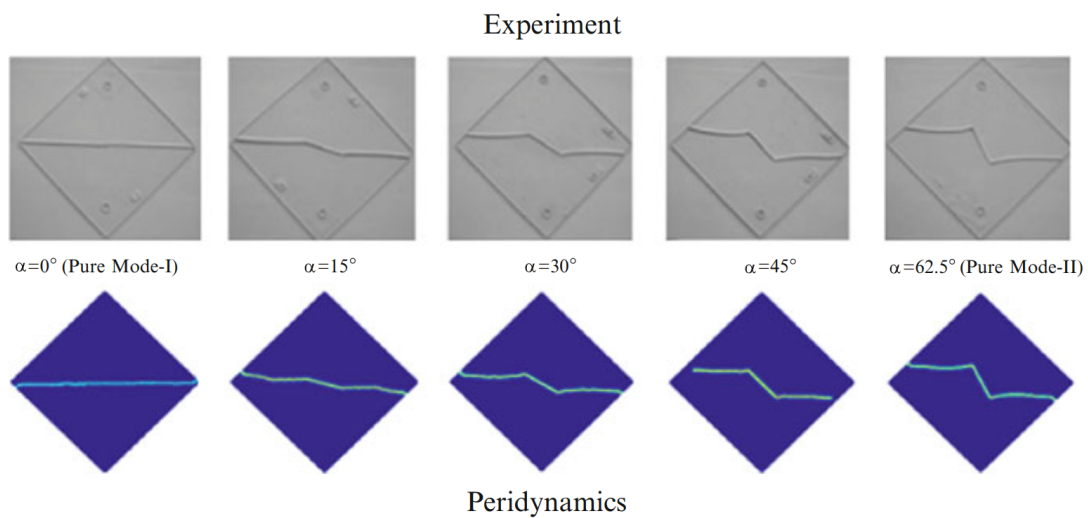 Experiment
α=0° (Pure Mode-I)
α=15°
α=30°
α=45°
α=62.5° (Pure Mode-II)
Peridynamics